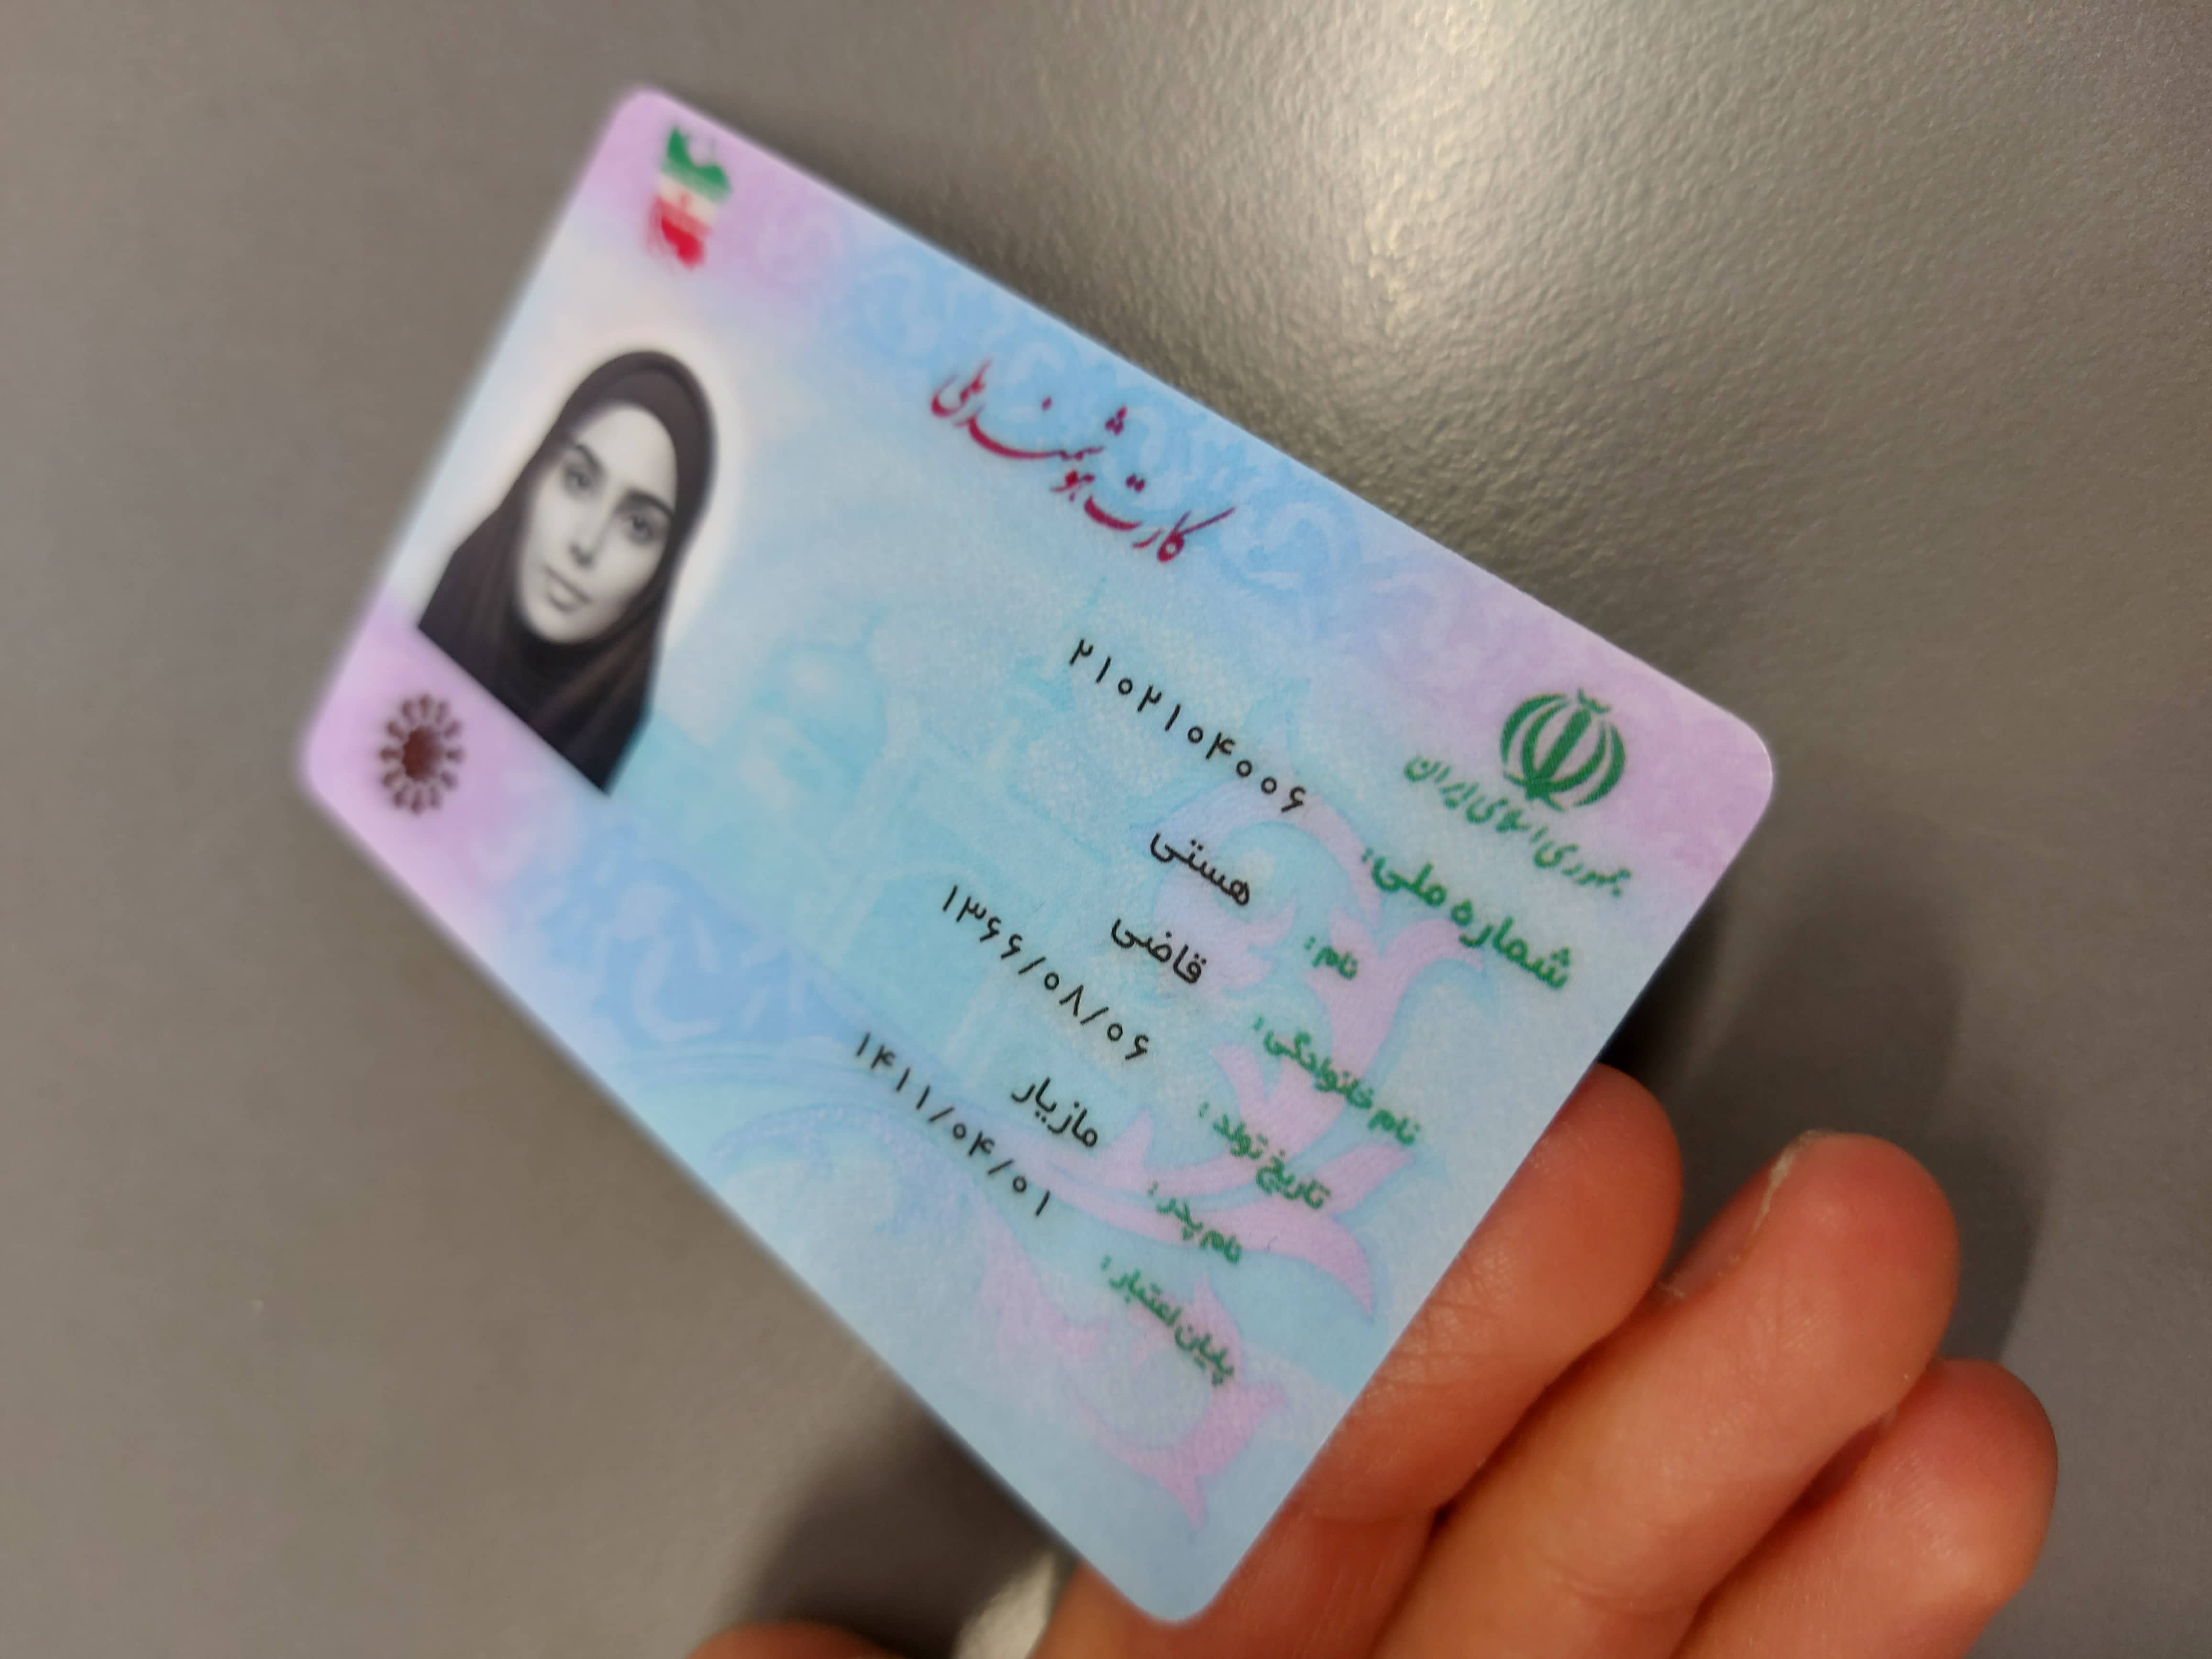 کارت هوشمند ملی
جمهوری اسلامی ایران
شماره ملی: ۲۱۰۲۱۰۴۰۰۶
نام: هستی
نام خانوادگی: قاضی
تاریخ تولد: ۱۳۶۶/۰۸/۰۶
نام پدر: مازیار
پایان اعتبار: ۱۴۱۱/۰۴/۰۱